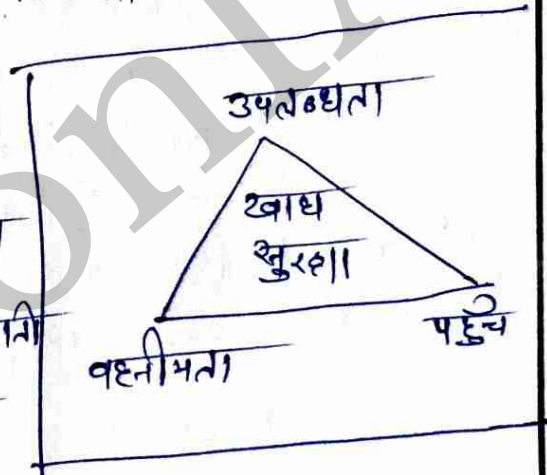 उपलब्धता
खाद्य
सुरक्षा
वहनीयता
पहुँच